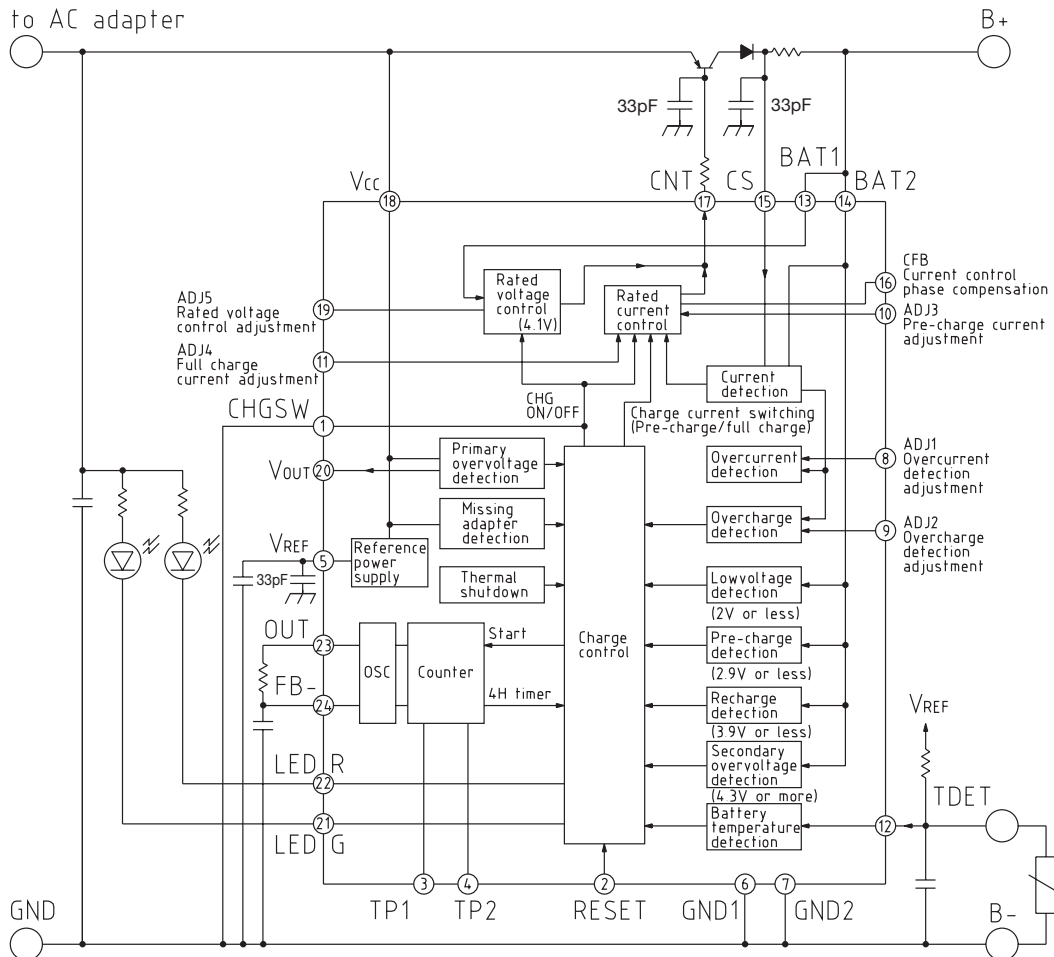 to AC adapter
B+
33pF
33pF
BAT1
Vcc
CNT
CS
BAT2
18
17
15
13
14
CFB
Current control
phase compensation
16
ADJ5
Rated voltage
control adjustment
19
Rated
voltage
control
(4.1V)
Rated
current
control
10
ADJ3
Pre-charge current
adjustment
ADJ4
Full charge
current adjustment
11
Current
detection
CHG
ON/OFF
Charge current switching
(Pre-charge/full charge)
CHGSW
1
Primary
overvoltage
detection
Overcurrent
detection
8
ADJ1
Overcurrent
detection
adjustment
VOUT
20
Missing
adapter
detection
Overcharge
detection
9
ADJ2
Overcharge
detection
adjustment
VREF
5
Reference
power
supply
33pF
Thermal
shutdown
Lowvoltage
detection
(2V or less)
OUT
23
OSC
Counter
Start
Charge
control
Pre-charge
detection
(2.9V or less)
FB-
24
4H timer
Recharge
detection
(3.9V or less)
VREF
LED R
22
Secondary
overvoltage
detection
(4.3V or more)
TDET
21
LED G
Battery
temperature
detection
12
3
4
2
6
7
TP1
TP2
RESET
GND1
GND2
GND
B-